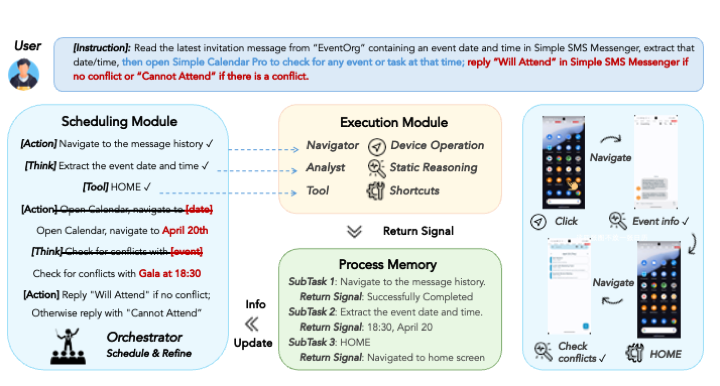 User
[Instruction]: Read the latest invitation message from "EventOrg" containing an event date and time in Simple SMS Messenger, extract that
date/time, then open Simple Calendar Pro to check for any event or task at that time; reply "Will Attend" in Simple SMS Messenger if
no conflict or "Cannot Attend" if there is a conflict.
Scheduling Module
[Action] Navigate to the message history ✓
[Think] Extract the event date and time ✓
[Tool] HOME ✓
[Action] Open Calendar, navigate to [date]
Open Calendar, navigate to April 20th
[Think] Check for conflicts with [event]
Check for conflicts with Gala at 18:30
[Action] Reply "Will Attend" if no conflict;
Otherwise reply with "Cannot Attend"
Orchestrator
Schedule & Refine
Execution Module
Navigator Device Operation
Analyst Static Reasoning
Tool Shortcuts
Return Signal
Info
Update
Process Memory
SubTask 1: Navigate to the message history.
Return Signal: Successfully Completed
SubTask 2: Extract the event date and time.
Return Signal: 18:30, April 20
SubTask 3: HOME
Return Signal: Navigated to home screen
Navigate
Click
Event info ✓
Navigate
Check
conflicts ✓
HOME